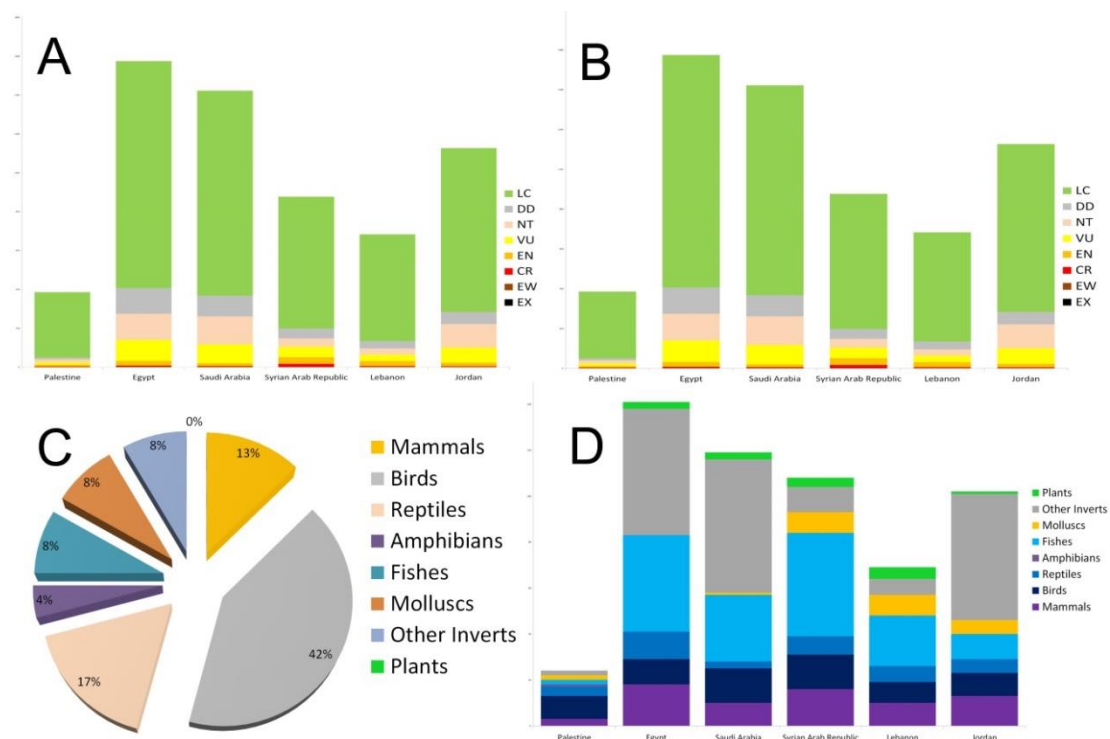 A
LC
DD
NT
VU
EN
CR
EW
EX
Palestine
Egypt
Saudi Arabia
Syrian Arab Republic
Lebanon
Jordan
B
LC
DD
NT
VU
EN
CR
EW
EX
Palestine
Egypt
Saudi Arabia
Syrian Arab Republic
Lebanon
Jordan
C
0%
13%
42%
17%
4%
8%
8%
8%
Mammals
Birds
Reptiles
Amphibians
Fishes
Molluscs
Other Inverts
Plants
D
Plants
Other Inverts
Molluscs
Fishes
Amphibians
Reptiles
Birds
Mammals
Palestine
Egypt
Saudi Arabia
Syrian Arab Republic
Lebanon
Jordan